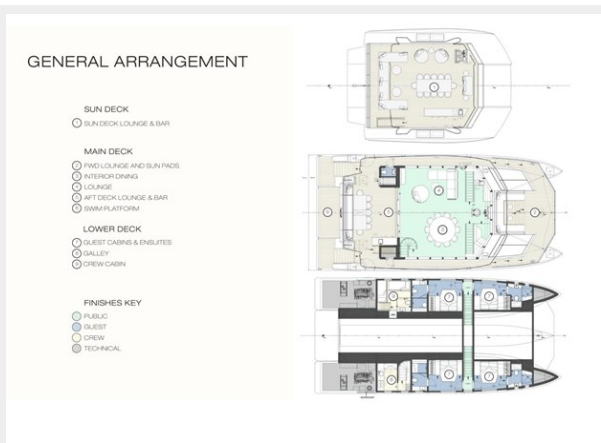 GENERAL ARRANGEMENT
SUN DECK
1 SUN DECK LOUNGE & BAR
MAIN DECK
2 FWD LOUNGE AND SUN PADS
3 INTERIOR DINING
4 LOUNGE
5 AFT DECK LOUNGE & BAR
6 SWIM PLATFORM
LOWER DECK
7 GUEST CABINS & ENSUITES
8 GALLEY
9 CREW CABIN
FINISHES KEY
PUBLIC
GUEST
CREW
TECHNICAL